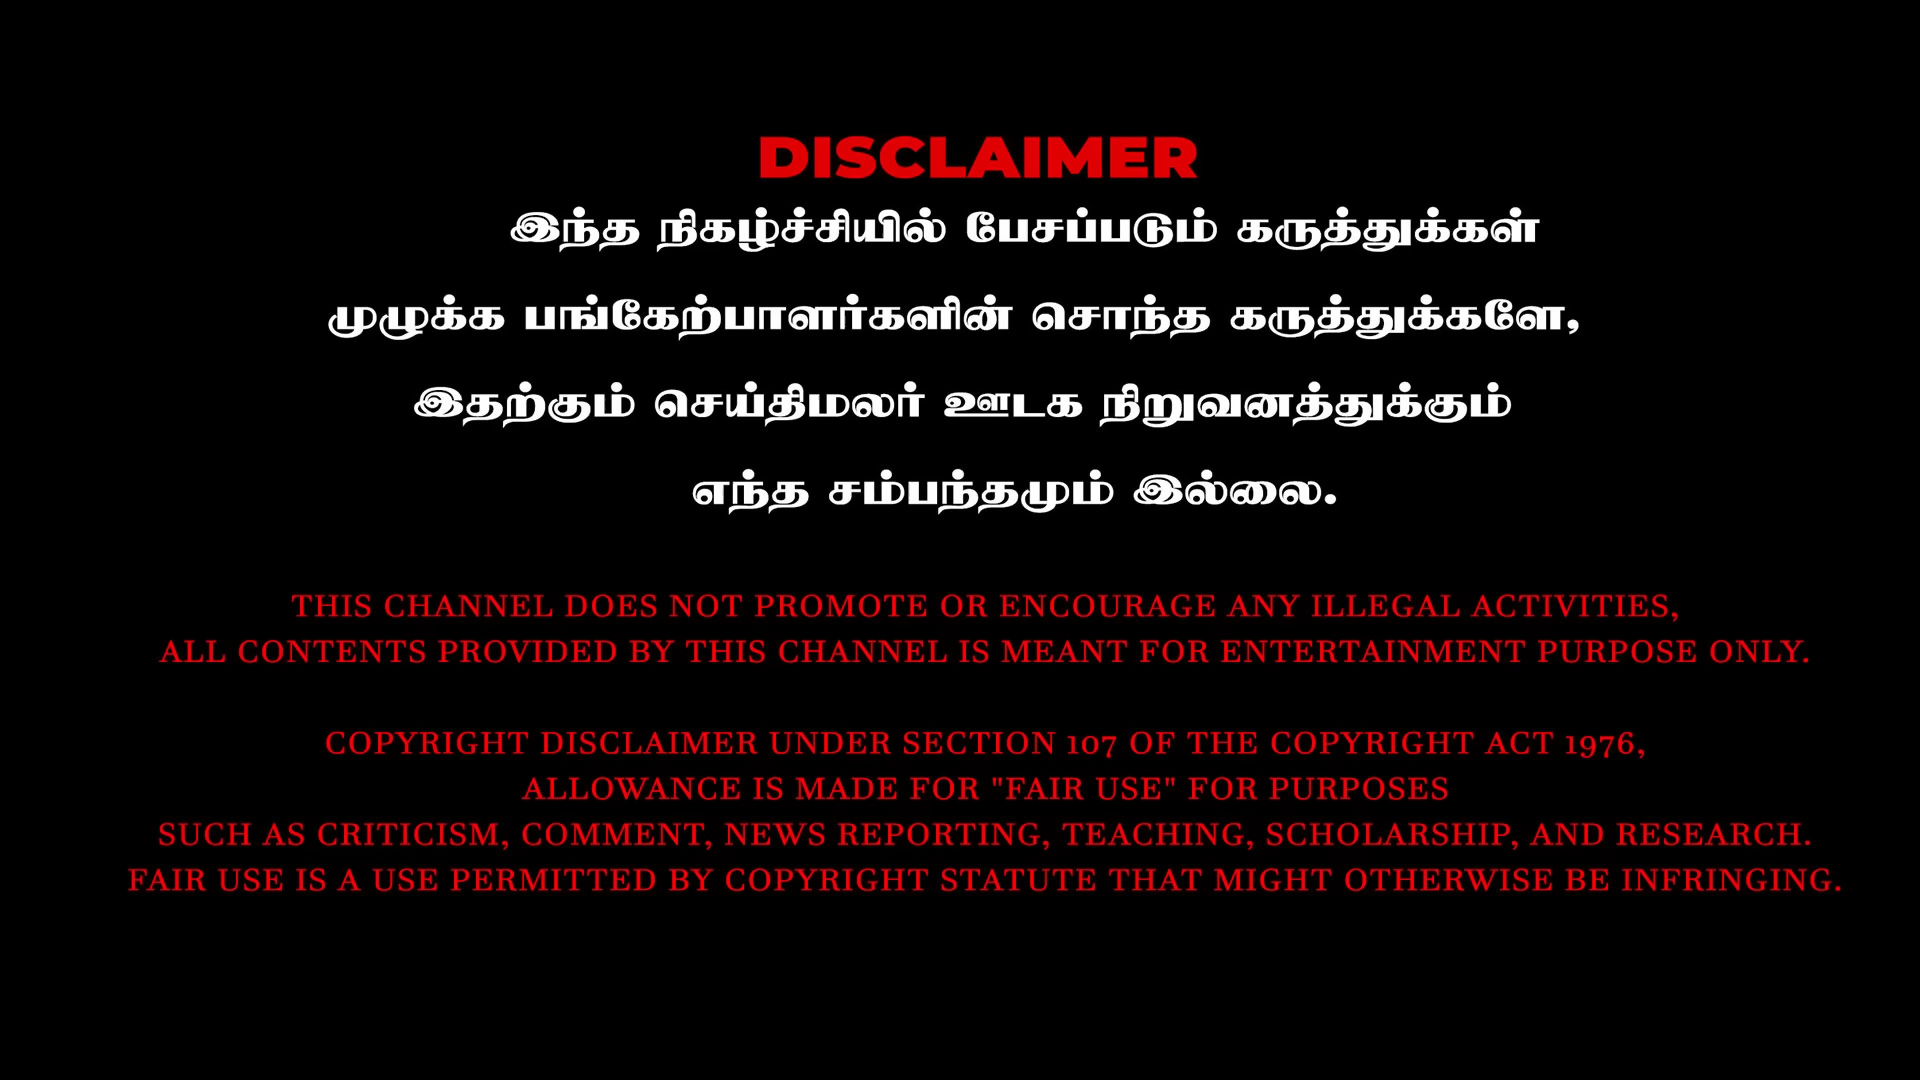 DISCLAIMER
இந்த நிகழ்ச்சியில் பேசப்படும் கருத்துக்கள்
முழுக்க பங்கேற்பாளர்களின் சொந்த கருத்துக்களே,
இதற்கும் செய்திமலர் ஊடக நிறுவனத்துக்கும்
எந்த சம்பந்தமும் இல்லை.
THIS CHANNEL DOES NOT PROMOTE OR ENCOURAGE ANY ILLEGAL ACTIVITIES,
ALL CONTENTS PROVIDED BY THIS CHANNEL IS MEANT FOR ENTERTAINMENT PURPOSE ONLY.
COPYRIGHT DISCLAIMER UNDER SECTION 107 OF THE COPYRIGHT ACT 1976,
ALLOWANCE IS MADE FOR "FAIR USE" FOR PURPOSES
SUCH AS CRITICISM, COMMENT, NEWS REPORTING, TEACHING, SCHOLARSHIP, AND RESEARCH.
FAIR USE IS A USE PERMITTED BY COPYRIGHT STATUTE THAT MIGHT OTHERWISE BE INFRINGING.